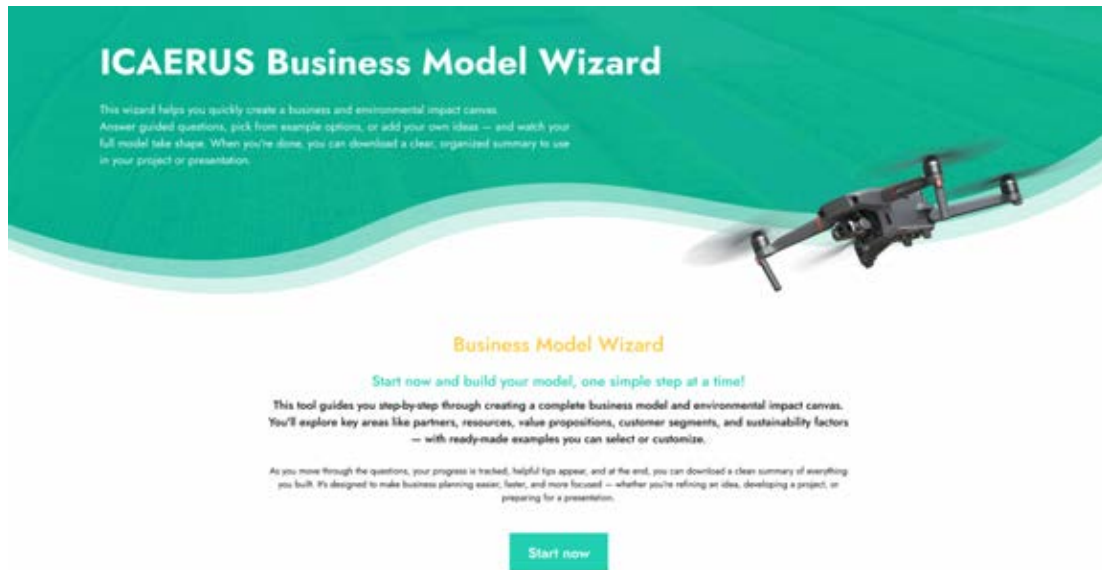 ICAERUS Business Model Wizard
This wizard helps you quickly create a business and environmental impact canvas.
Answer guided questions, pick from example options, or add your own ideas — and watch your
full model take shape. When you're done, you can download a clear, organized summary to use
in your project or presentation.
Business Model Wizard
Start now and build your model, one simple step at a time!
This tool guides you step-by-step through creating a complete business model and environmental impact canvas.
You'll explore key areas like partners, resources, value propositions, customer segments, and sustainability factors
— with ready-made examples you can select or customize.
As you move through the questions, your progress is tracked, helpful tips appear, and at the end, you can download a clean summary of everything
you built. It's designed to make business planning easier, faster, and more focused — whether you're refining an idea, developing a project, or
preparing for a presentation.
Start now